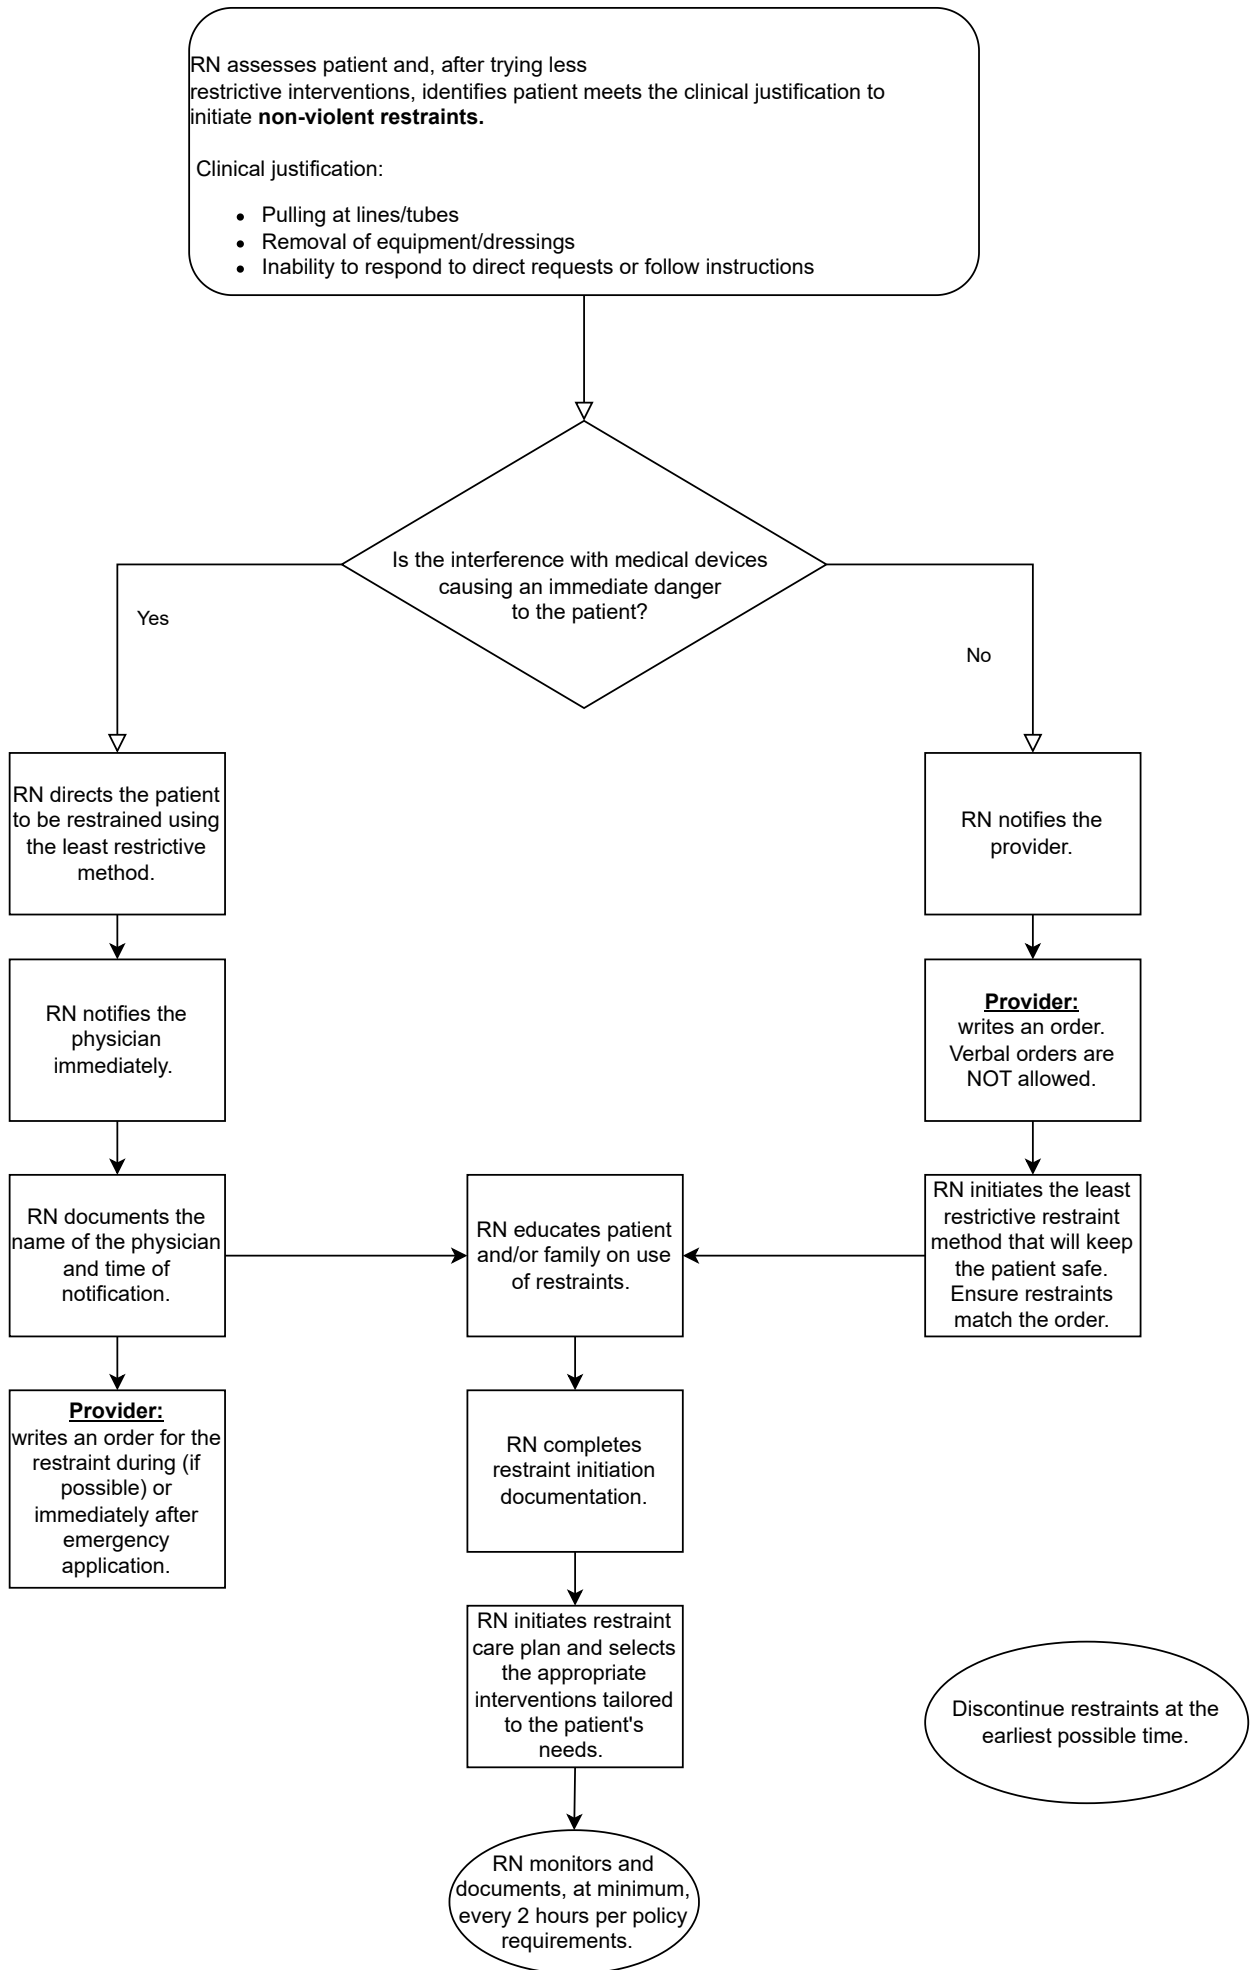 RN assesses patient and, after trying less
restrictive interventions, identifies patient meets the clinical justification to
initiate non-violent restraints.
Clinical justification:
• Pulling at lines/tubes
• Removal of equipment/dressings
• Inability to respond to direct requests or follow instructions
Is the interference with medical devices
causing an immediate danger
to the patient?
Yes
No
RN directs the patient
to be restrained using
the least restrictive
method.
RN notifies the
provider.
RN notifies the
physician
immediately.
Provider:
writes an order.
Verbal orders are
NOT allowed.
RN documents the
name of the physician
and time of
notification.
RN educates patient
and/or family on use
of restraints.
RN initiates the least
restrictive restraint
method that will keep
the patient safe.
Ensure restraints
match the order.
Provider:
writes an order for the
restraint during (if
possible) or
immediately after
emergency
application.
RN completes
restraint initiation
documentation.
RN initiates restraint
care plan and selects
the appropriate
interventions tailored
to the patient's
needs.
Discontinue restraints at the
earliest possible time.
RN monitors and
documents, at minimum,
every 2 hours per policy
requirements.